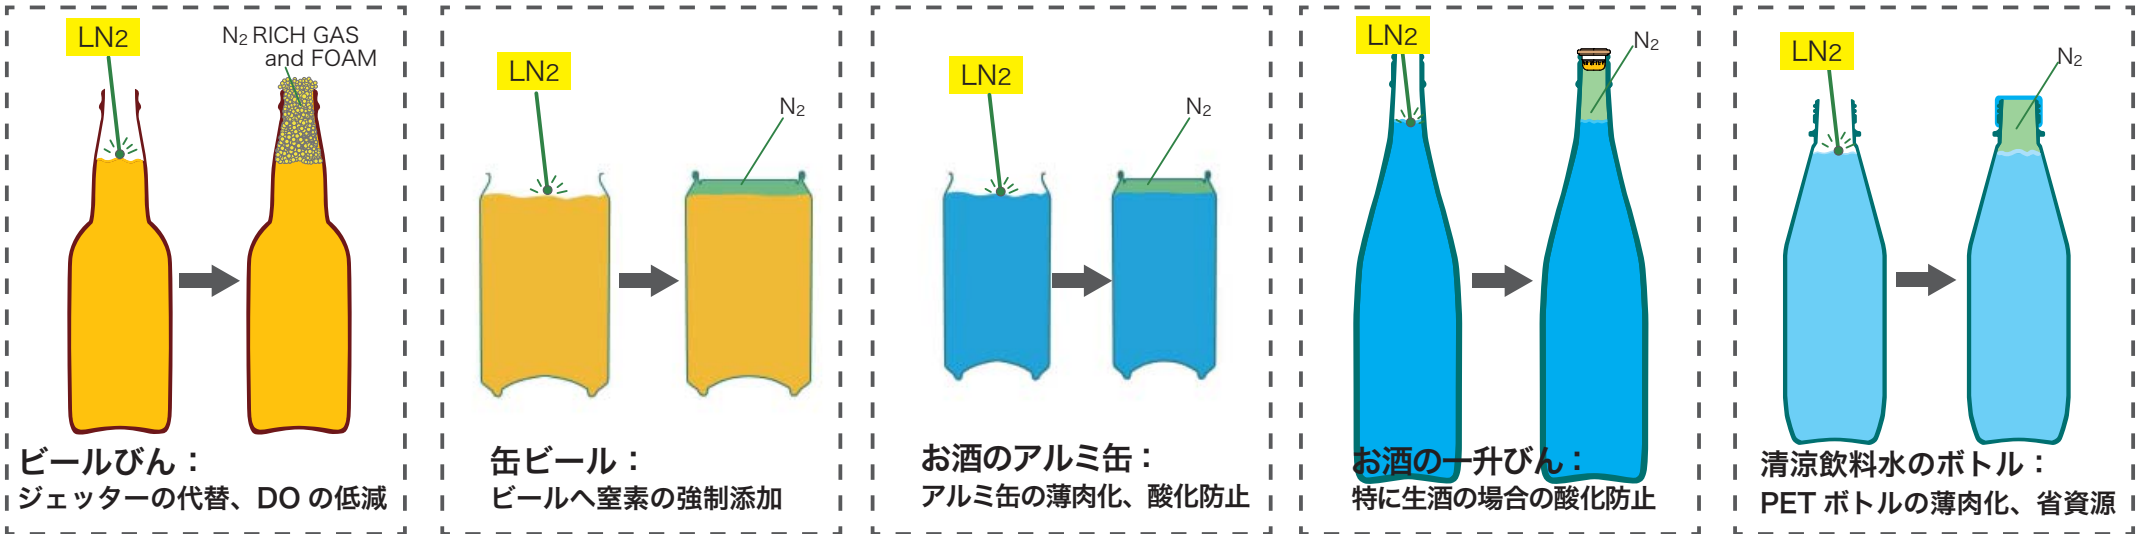 LN2
N2 RICH GAS
and FOAM
ビールびん：
ジェッターの代替、DO の低減
LN2
N2
缶ビール：
ビールへ窒素の強制添加
LN2
N2
お酒のアルミ缶：
アルミ缶の薄肉化、酸化防止
LN2
N2
お酒の一升びん：
特に生酒の場合の酸化防止
LN2
N2
清涼飲料水のボトル：
PET ボトルの薄肉化、省資源